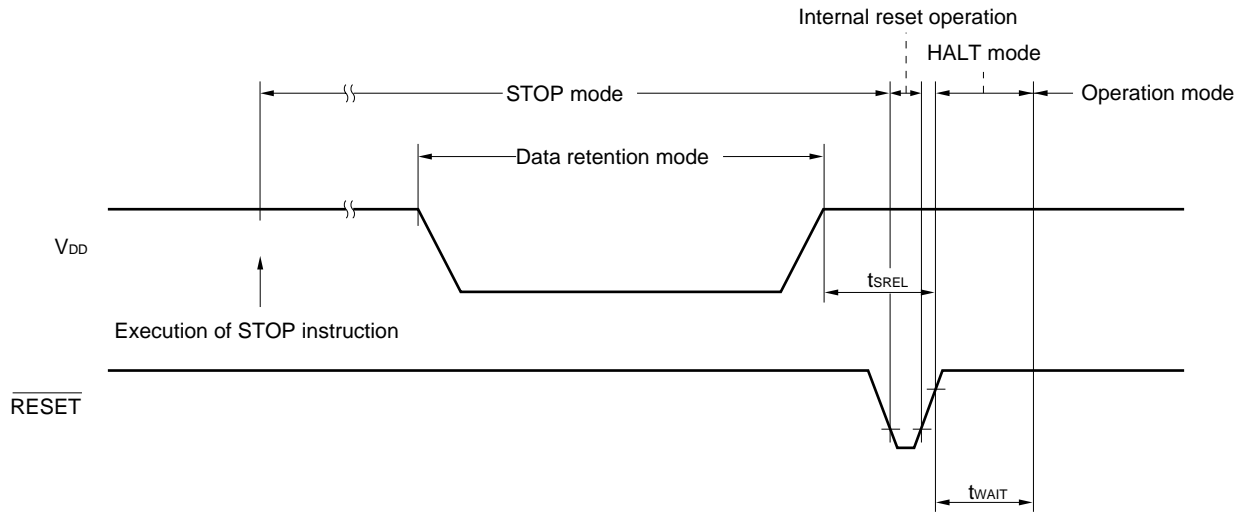 Internal reset operation
HALT mode
STOP mode
Operation mode
Data retention mode
VDD
tSREL
Execution of STOP instruction
RESET
tWAIT